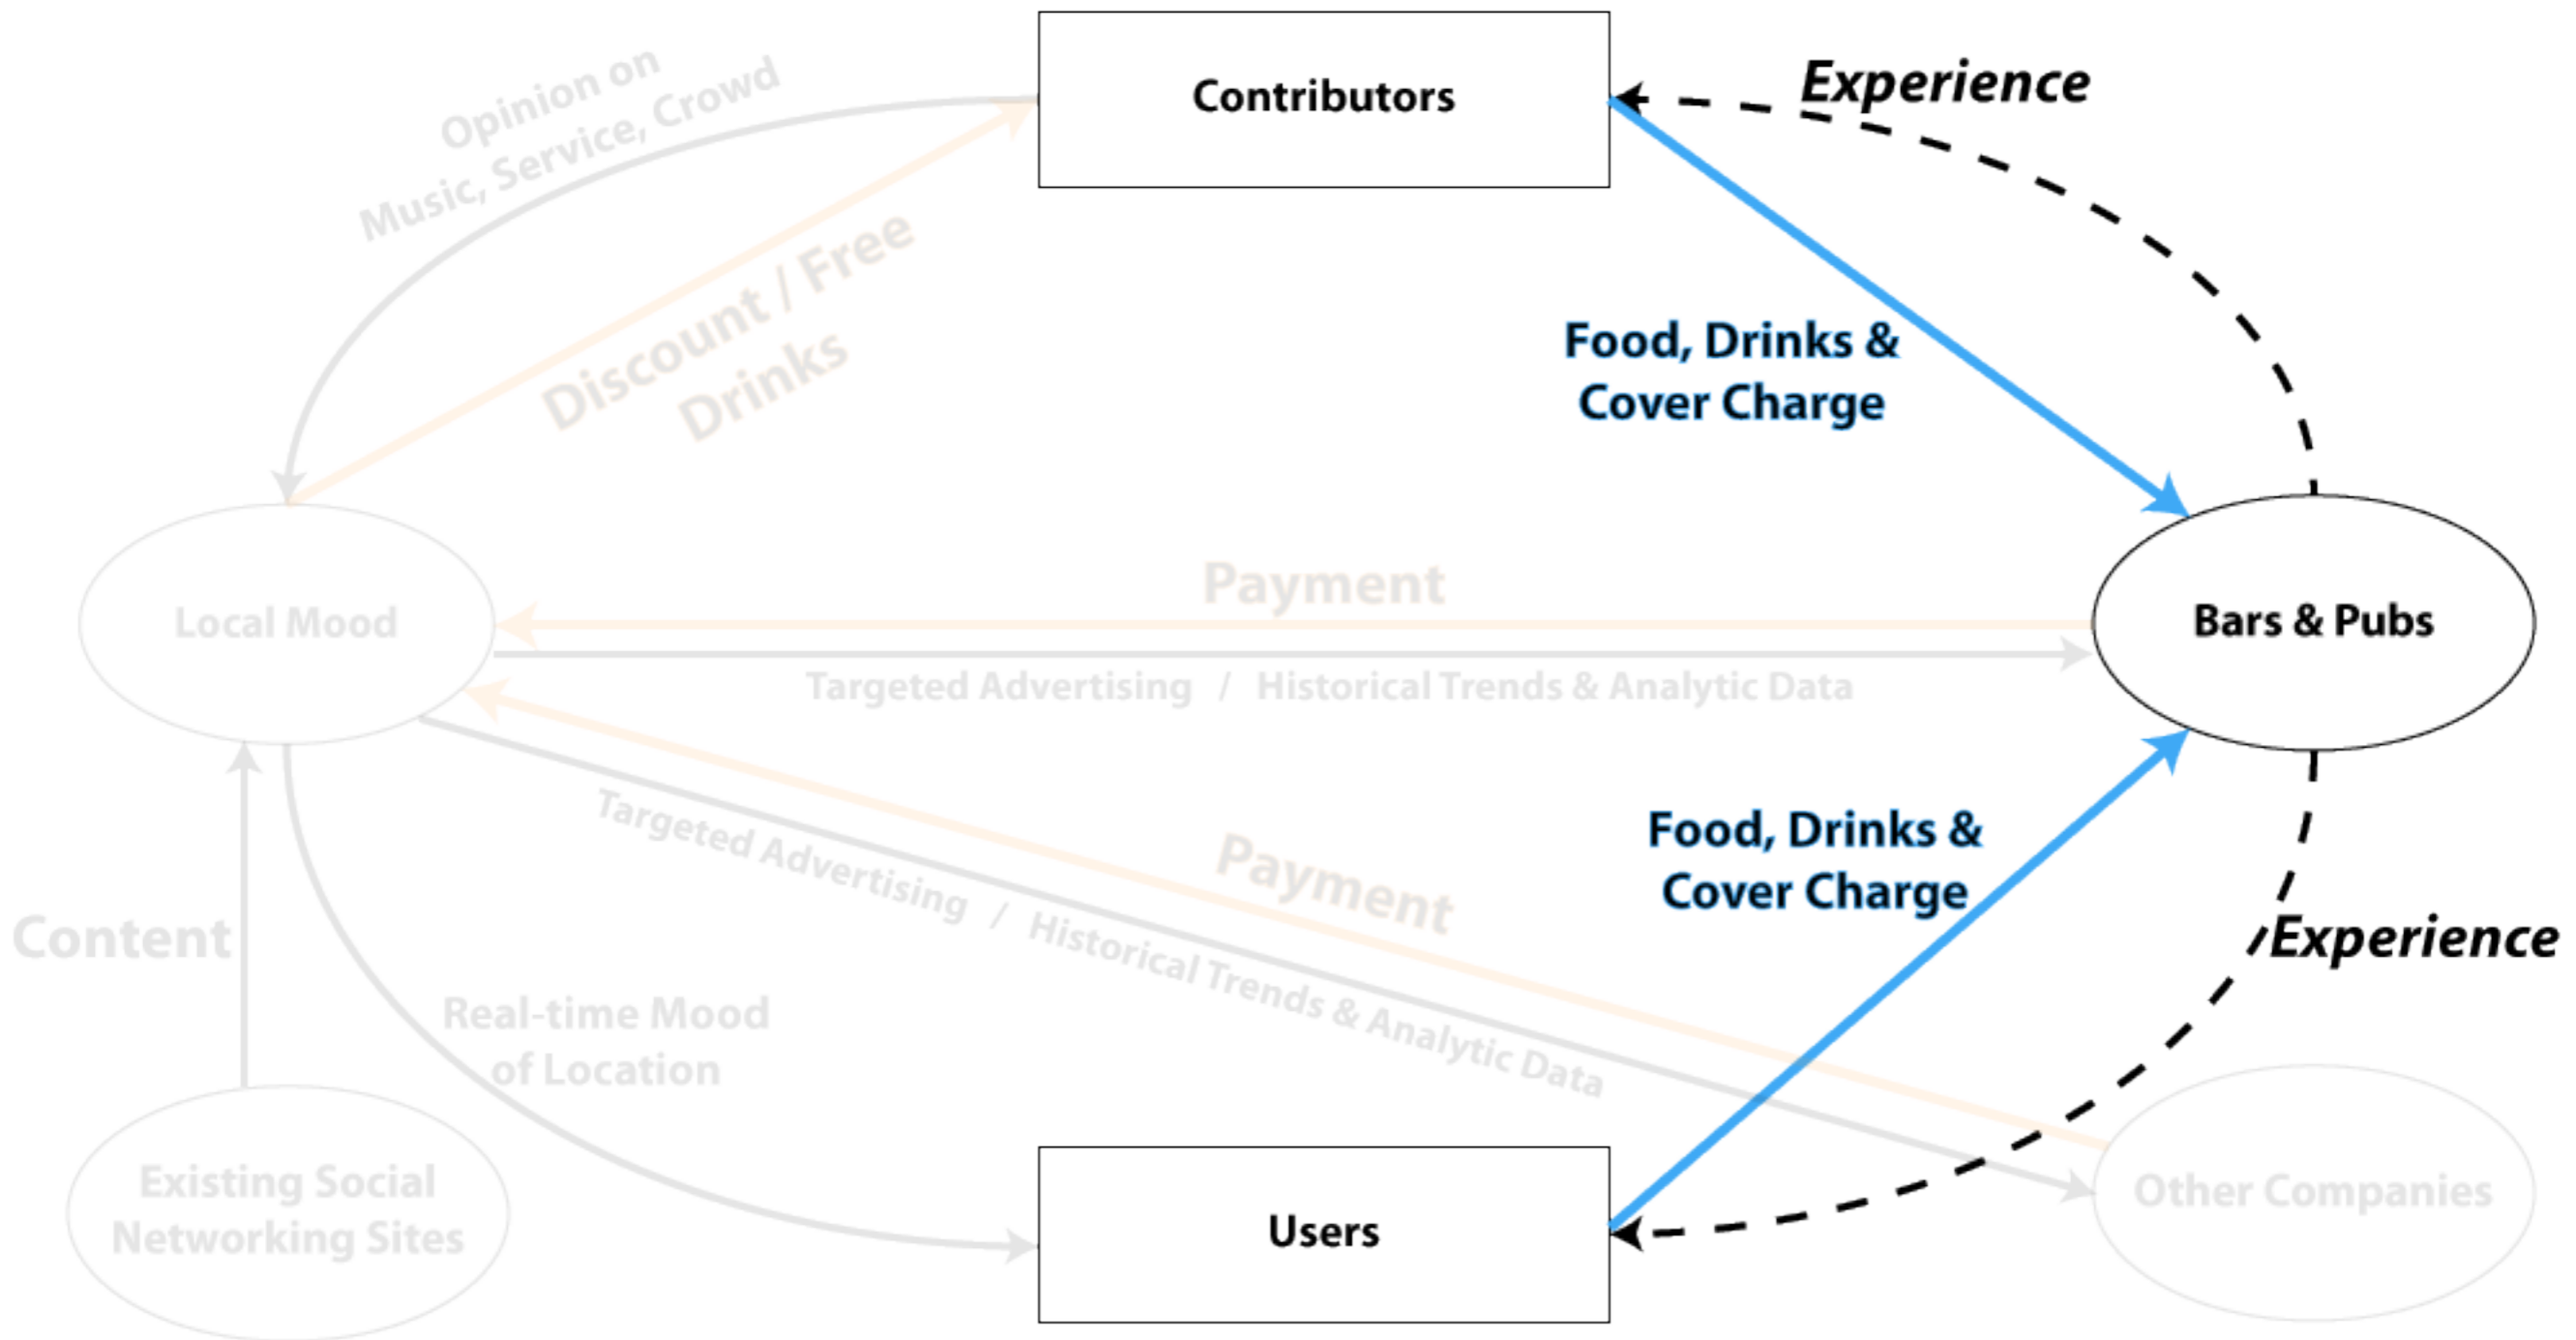 Contributors
Experience
Opinion on
Music, Service, Crowd
Discount / Free
Drinks
Food, Drinks &
Cover Charge
Payment
Local Mood
Bars & Pubs
Targeted Advertising / Historical Trends & Analytic Data
Targeted Advertising / Historical Trends & Analytic Data
Payment
Food, Drinks &
Cover Charge
Content
Experience
Real-time Mood
of Location
Existing Social
Networking Sites
Users
Other Companies